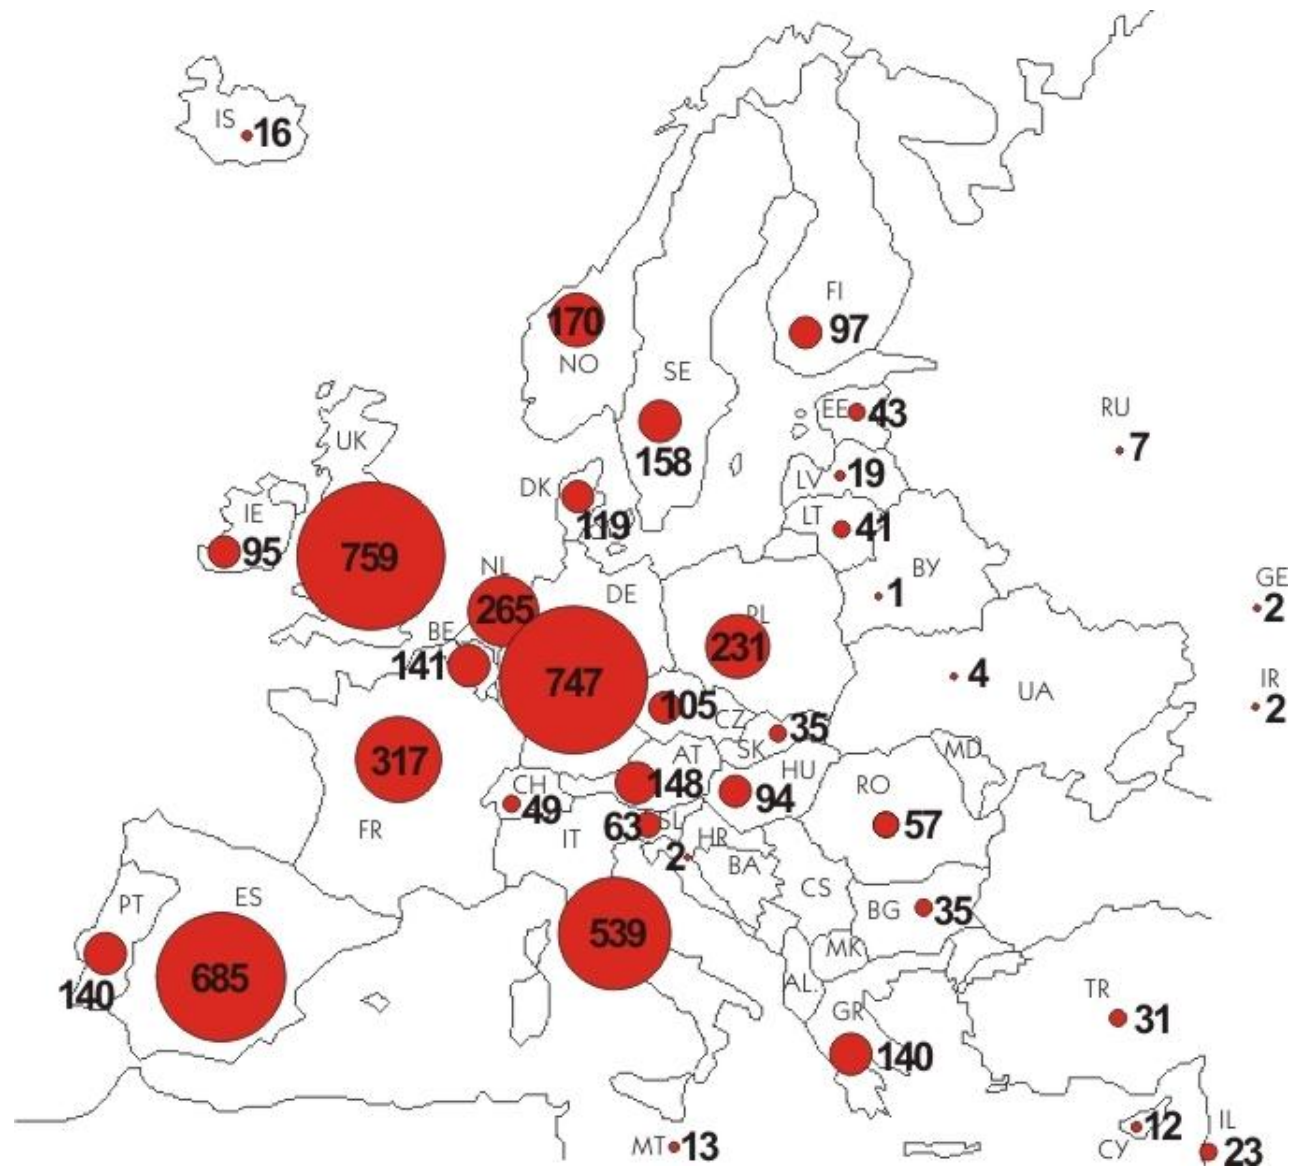 IS
16
170
NO
FI
97
SE
158
EE
43
RU
7
UK
LV
19
DK
119
LT
41
IE
95
759
NL
265
DE
PL
231
BY
1
GE
2
BE
141
747
4
UA
IR
2
105
CZ
35
SK
317
FR
AT
148
HU
94
MD
RO
57
CH
49
IT
63
SL
HR
2
BA
CS
BG
35
PT
140
ES
685
539
MK
AL.
GR
140
TR
31
MT
13
CY
12
IL
23